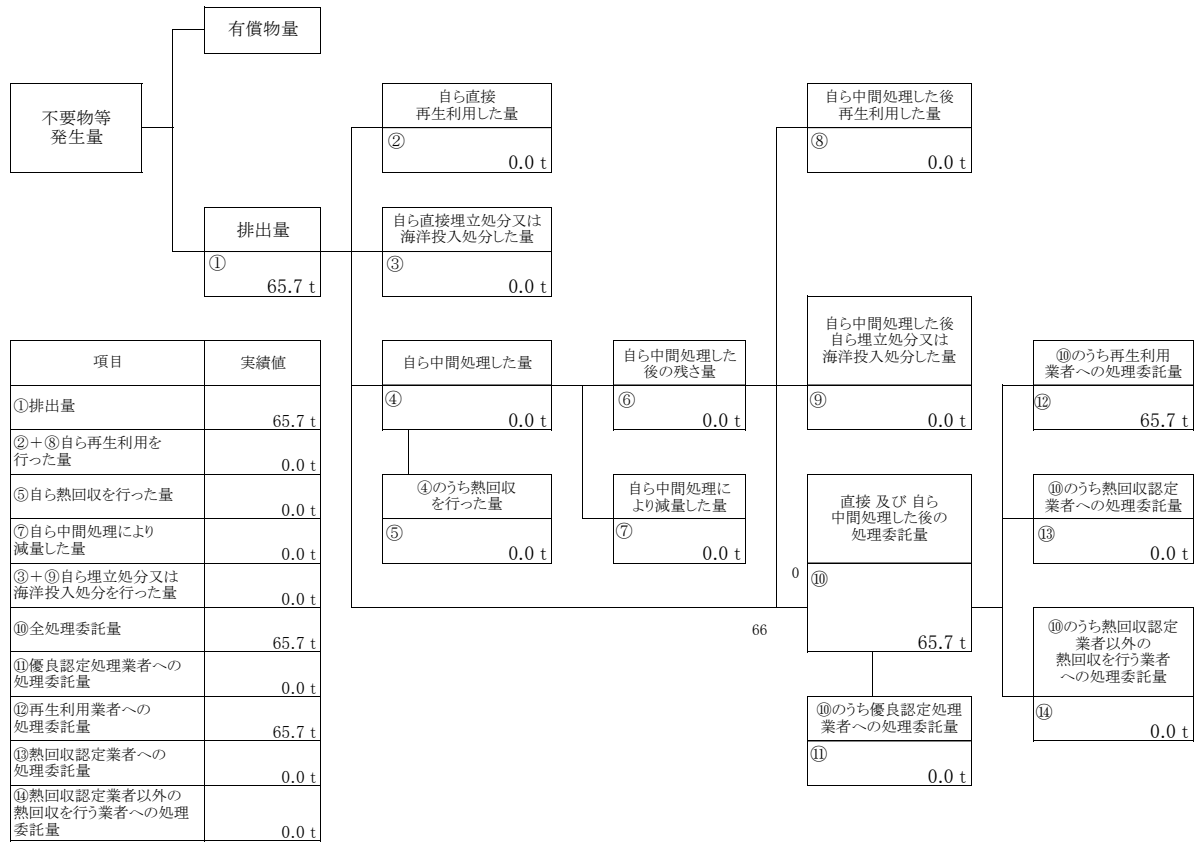 有償物量
不要物等
発生量
自ら直接
再生利用した量
②
0.0 t
自ら中間処理した後
再生利用した量
⑧
0.0 t
排出量
①
65.7 t
自ら直接埋立処分又は
海洋投入処分した量
③
0.0 t
自ら中間処理した量
④
0.0 t
自ら中間処理した
後の残さ量
⑥
0.0 t
自ら中間処理した後
自ら埋立処分又は
海洋投入処分した量
⑨
0.0 t
⑩のうち再生利用
業者への処理委託量
⑫
65.7 t
④のうち熱回収
を行った量
⑤
0.0 t
自ら中間処理に
より減量した量
⑦
0.0 t
直接 及び 自ら
中間処理した後の
処理委託量
0
⑩
66
65.7 t
⑩のうち熱回収認定
業者への処理委託量
⑬
0.0 t
⑩のうち熱回収認定
業者以外の
熱回収を行う業者
への処理委託量
⑭
0.0 t
⑩のうち優良認定処理
業者への処理委託量
⑪
0.0 t
項目 実績値
①排出量
65.7 t
②+⑧自ら再生利用を
行った量
0.0 t
⑤自ら熱回収を行った量
0.0 t
⑦自ら中間処理により
減量した量
0.0 t
③+⑨自ら埋立処分又は
海洋投入処分を行った量
0.0 t
⑩全処理委託量
65.7 t
⑪優良認定処理業者への
処理委託量
0.0 t
⑫再生利用業者への
処理委託量
65.7 t
⑬熱回収認定業者への
処理委託量
0.0 t
⑭熱回収認定業者以外の
熱回収を行う業者への処理
委託量
0.0 t